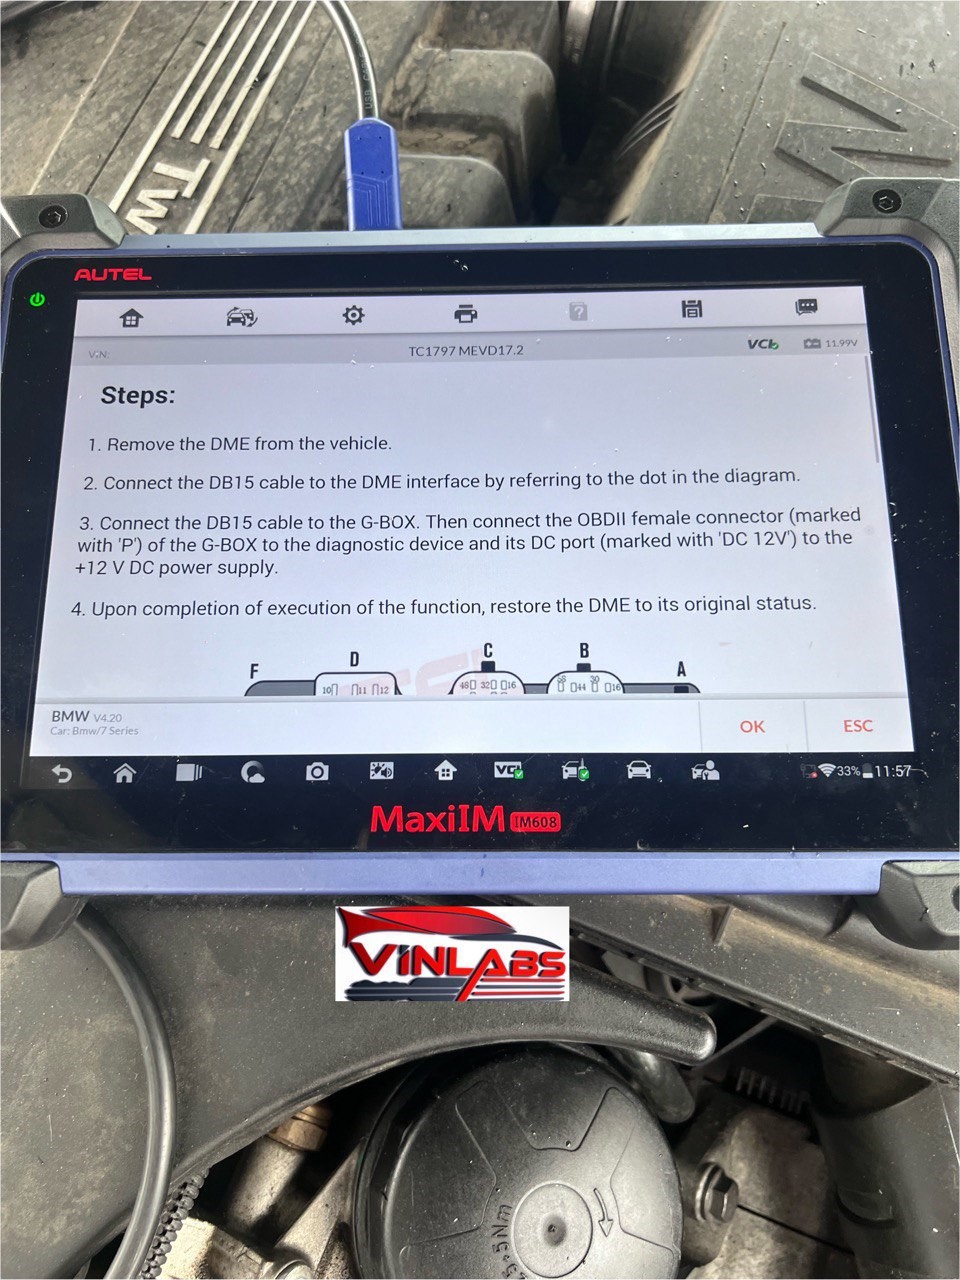 TW
AUTEL
VIN:
TC1797 MEVD17.2
VCI
11.99V
Steps:
1. Remove the DME from the vehicle.
2. Connect the DB15 cable to the DME interface by referring to the dot in the diagram.
3. Connect the DB15 cable to the G-BOX. Then connect the OBDII female connector (marked
with 'P') of the G-BOX to the diagnostic device and its DC port (marked with 'DC 12V') to the
+12 V DC power supply.
4. Upon completion of execution of the function, restore the DME to its original status.
F D C B A
10 11 12 48 32 16 44 30 16
BMW V4.20
Car: Bmw/7 Series
OK
ESC
VCI
33%
11:57
MaxiIM IM608
VINLABS
25+5Nm